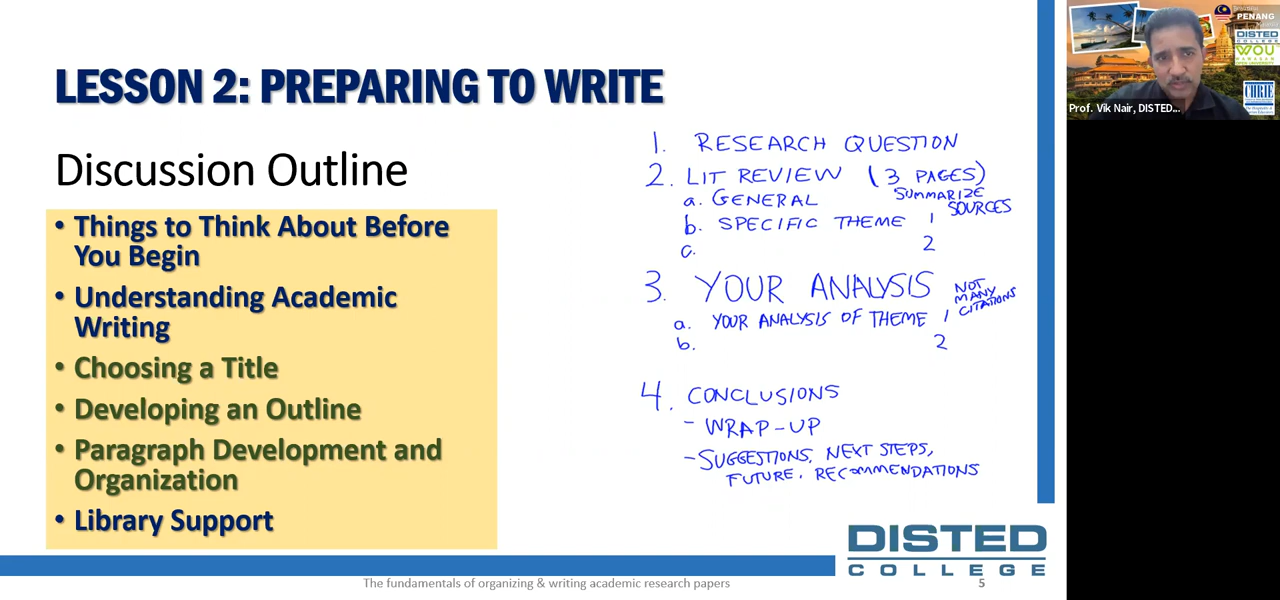 LESSON 2: PREPARING TO WRITE
Discussion Outline
• Things to Think About Before
You Begin
• Understanding Academic
Writing
• Choosing a Title
• Developing an Outline
• Paragraph Development and
Organization
• Library Support
1. RESEARCH QUESTION
2. LIT REVIEW (3 PAGES)
SUMMARIZE
SOURCES
a. GENERAL
b. SPECIFIC THEME 1
c. 2
3. YOUR ANALYSIS
NOT
MANY
CITATIONS
a. YOUR ANALYSIS OF THEME 1
b. 2
4. CONCLUSIONS
- WRAP-UP
- SUGGESTIONS, NEXT STEPS,
FUTURE, RECOMMENDATIONS
DISTED
COLLEGE
The fundamentals of organizing & writing academic research papers
5
PENANG
DISTED
COLLEGE
WOU
CHRIE
Prof. Vik Nair, DISTED...